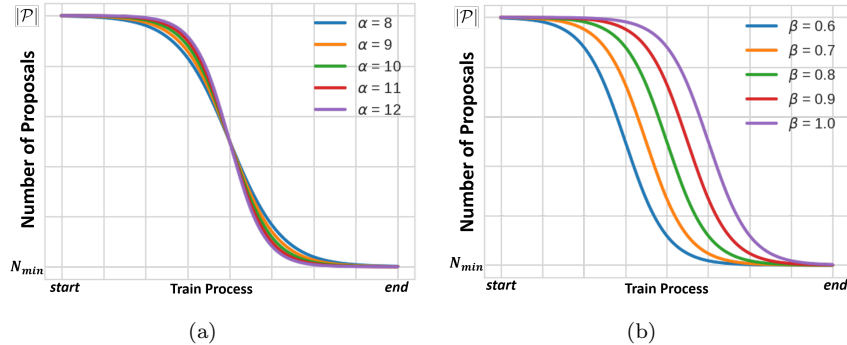 |𝒫|
Number of Proposals
N_min
α = 8
α = 9
α = 10
α = 11
α = 12
start
Train Process
end
(a)
|𝒫|
Number of Proposals
N_min
β = 0.6
β = 0.7
β = 0.8
β = 0.9
β = 1.0
start
Train Process
end
(b)